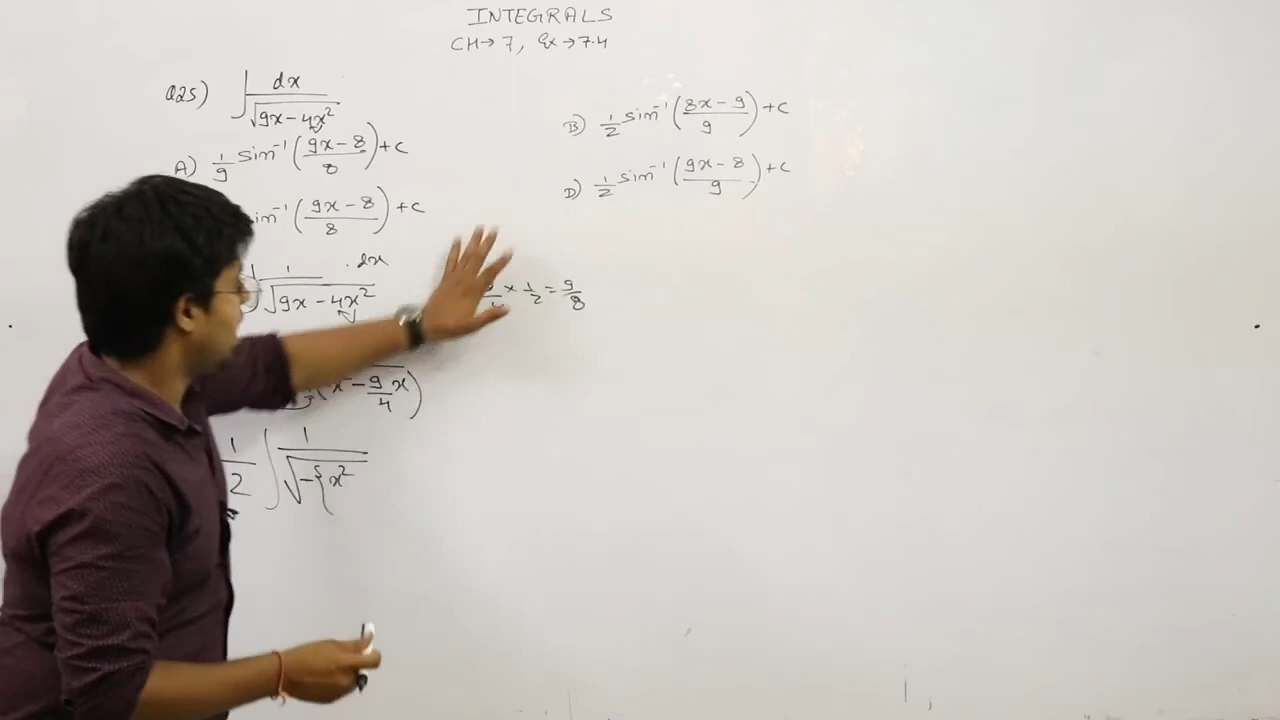 INTEGRALS
CH→7, Ex→7.4
Q25) ∫ dx / √(9x − 4x²)
A) 1/9 sin⁻¹ ((9x − 8)/8) + C
B) 1/2 sin⁻¹ ((8x − 9)/9) + C
sin⁻¹ ((9x − 8)/8) + C
D) 1/2 sin⁻¹ ((9x − 8)/9) + C
∫ 1 / √(9x − 4x²) . dx
× 1/2 = 9/8
(x − 9/4 x)
1/2 ∫ 1 / √−{x²